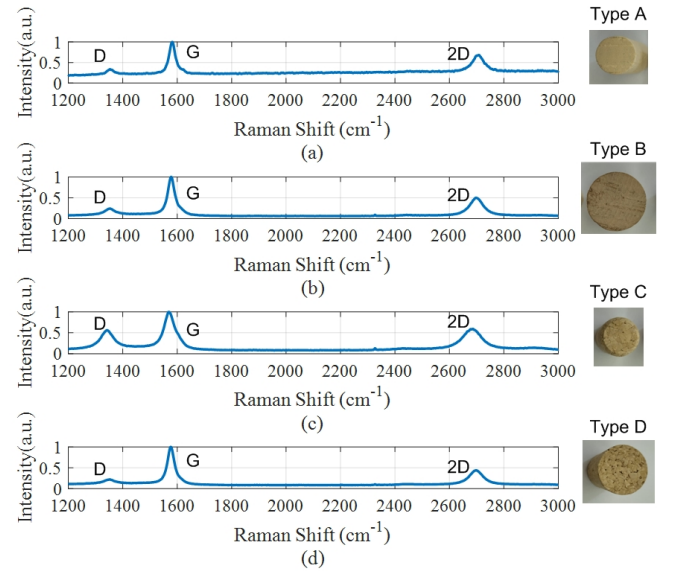 Type A
Intensity(a.u.)
1
0.5
0
D
G
2D
1200 1400 1600 1800 2000 2200 2400 2600 2800 3000
Raman Shift (cm-1)
(a)
Type B
Intensity(a.u.)
1
0.5
0
D
G
2D
1200 1400 1600 1800 2000 2200 2400 2600 2800 3000
Raman Shift (cm-1)
(b)
Type C
Intensity(a.u.)
1
0.5
0
D
G
2D
1200 1400 1600 1800 2000 2200 2400 2600 2800 3000
Raman Shift (cm-1)
(c)
Type D
Intensity(a.u.)
1
0.5
0
D
G
2D
1200 1400 1600 1800 2000 2200 2400 2600 2800 3000
Raman Shift (cm-1)
(d)